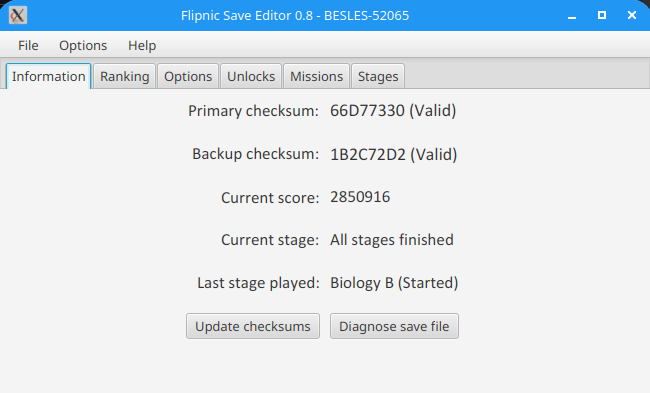 Flipnic Save Editor 0.8 - BESLES-52065
File Options Help
Information Ranking Options Unlocks Missions Stages
Primary checksum: 66D77330 (Valid)
Backup checksum: 1B2C72D2 (Valid)
Current score: 2850916
Current stage: All stages finished
Last stage played: Biology B (Started)
Update checksums Diagnose save file